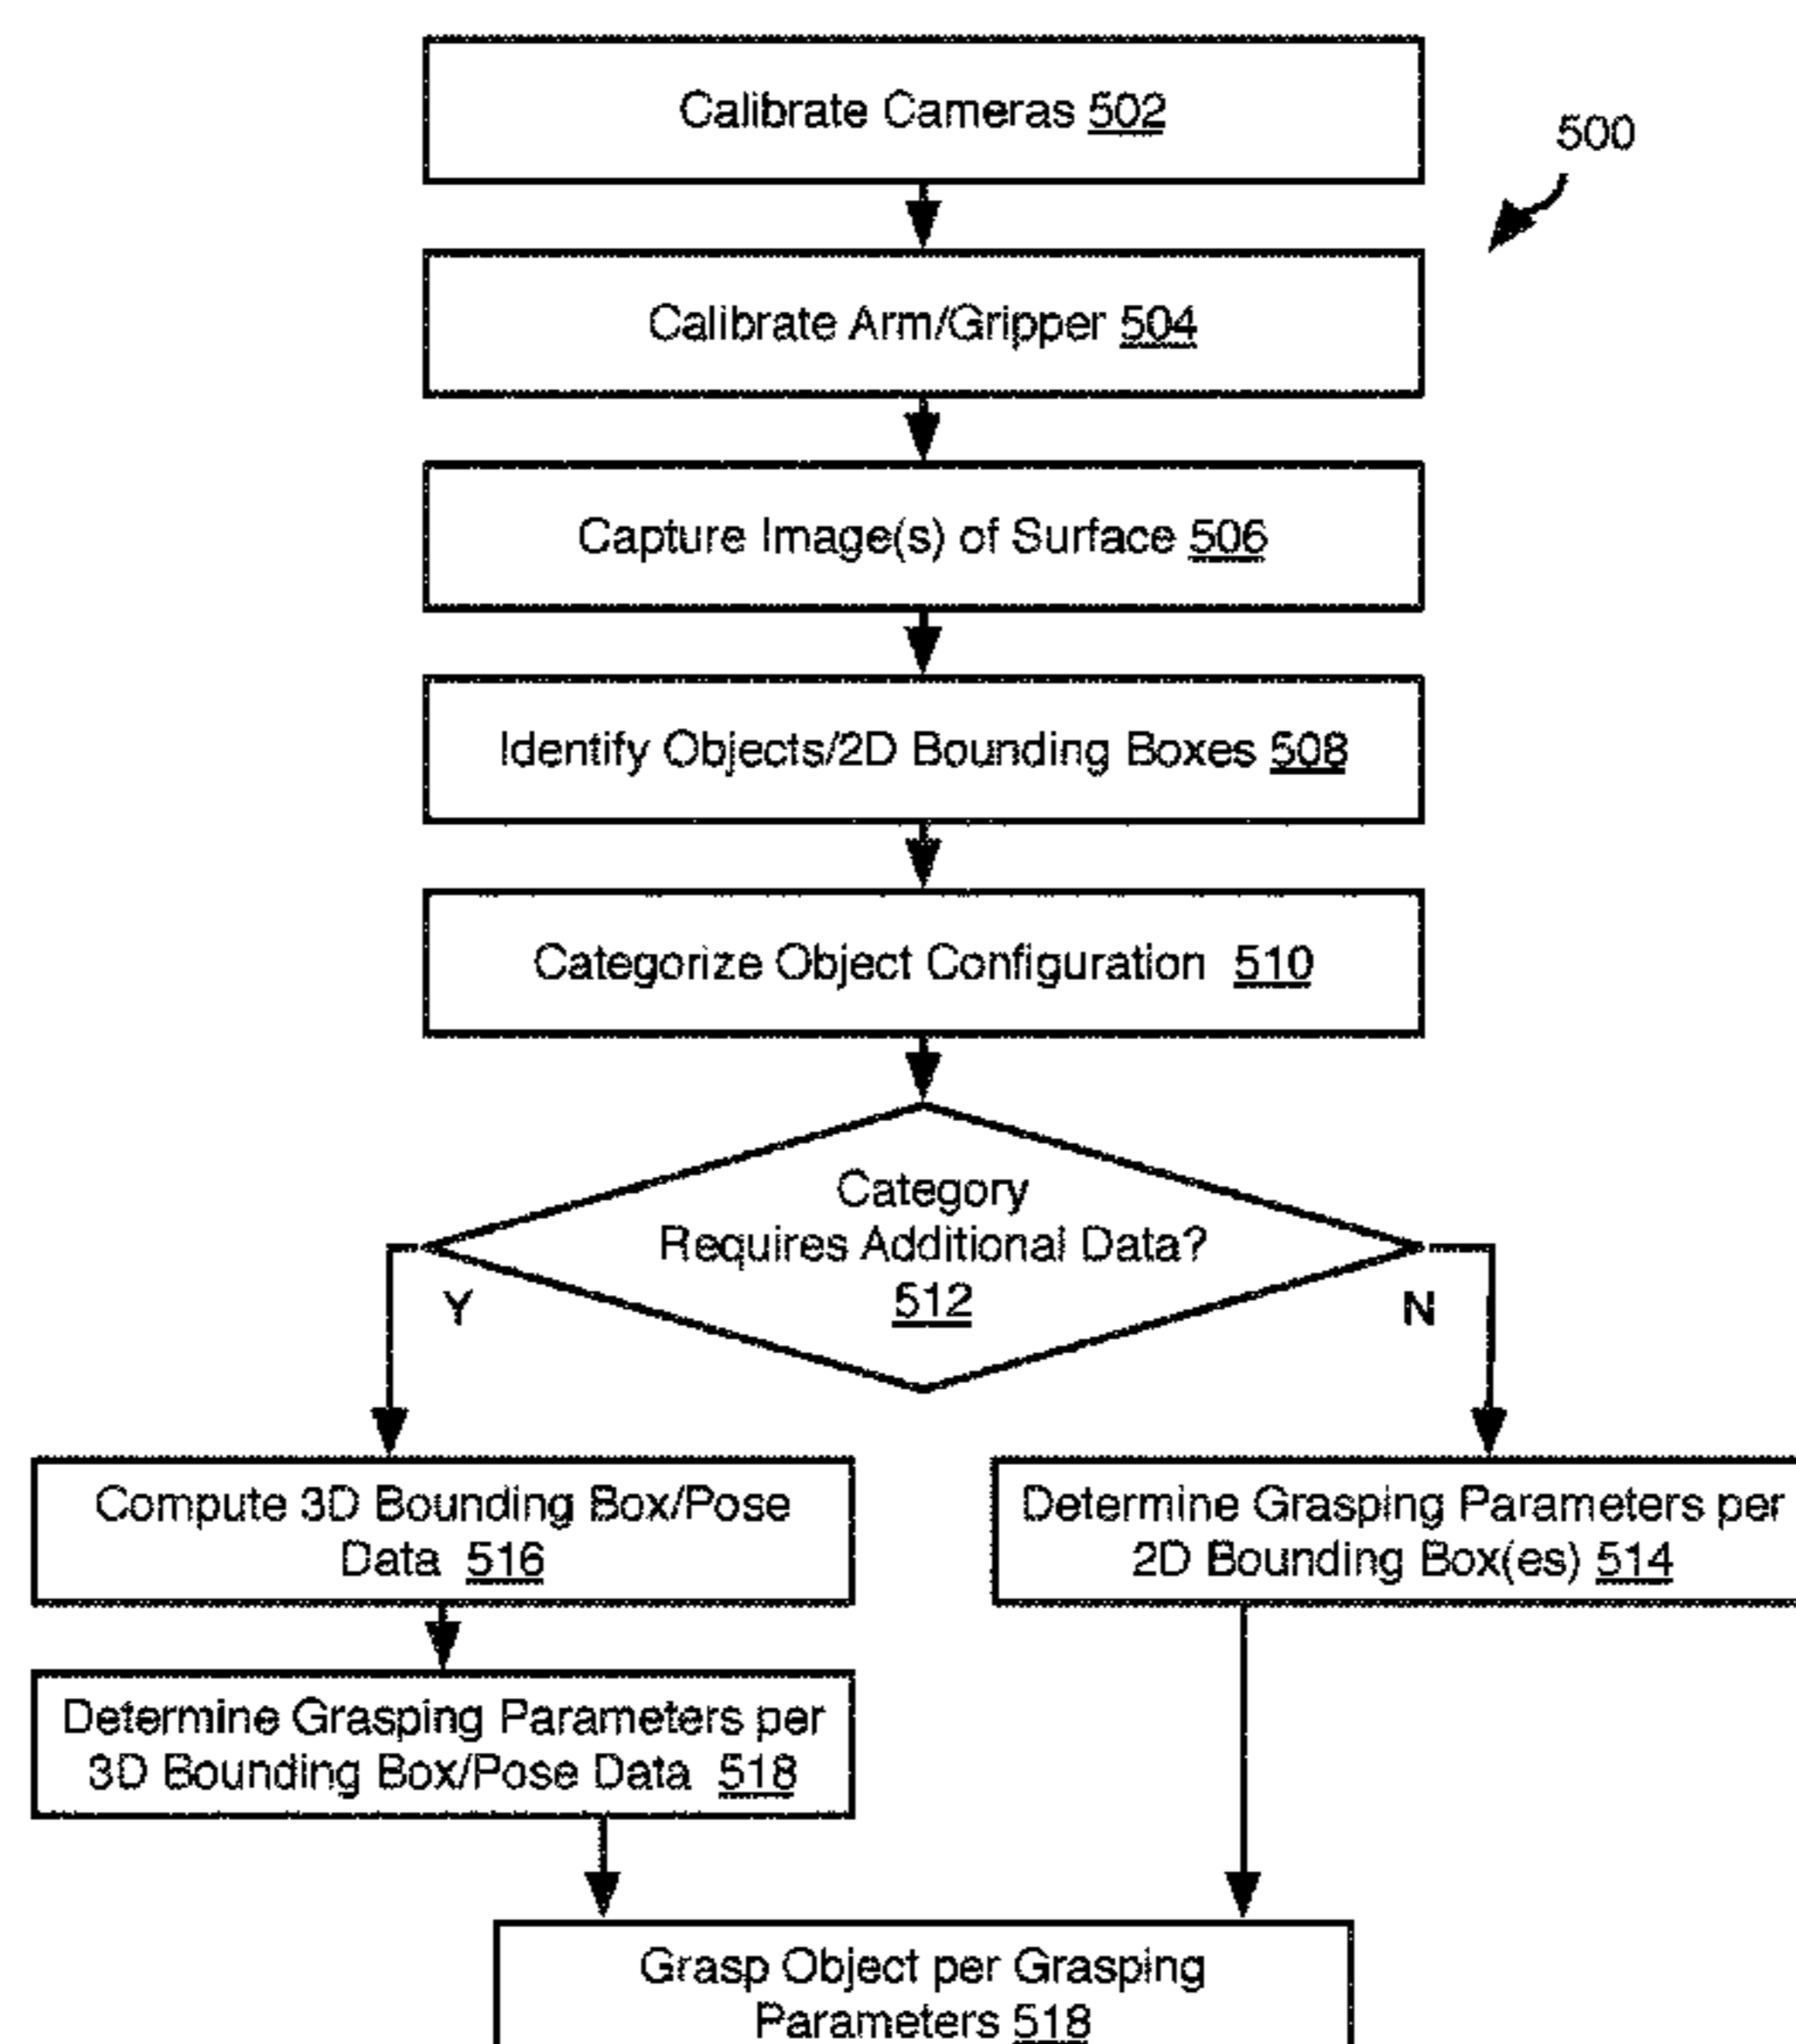 Calibrate Cameras 502
500
Calibrate Arm/Gripper 504
Capture Image(s) of Surface 506
Identify Objects/2D Bounding Boxes 508
Categorize Object Configuration 510
Category
Requires Additional Data?
512
Y
N
Compute 3D Bounding Box/Pose
Data 516
Determine Grasping Parameters per
2D Bounding Box(es) 514
Determine Grasping Parameters per
3D Bounding Box/Pose Data 518
Grasp Object per Grasping
Parameters 518